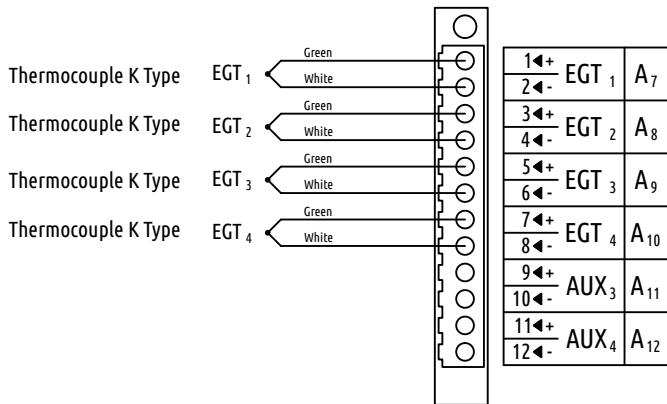 Thermocouple K Type EGT 1 Green White
Thermocouple K Type EGT 2 Green White
Thermocouple K Type EGT 3 Green White
Thermocouple K Type EGT 4 Green White
1◄+ 2◄- EGT 1 A7
3◄+ 4◄- EGT 2 A8
5◄+ 6◄- EGT 3 A9
7◄+ 8◄- EGT 4 A10
9◄+ 10◄- AUX3 A11
11◄+ 12◄- AUX4 A12